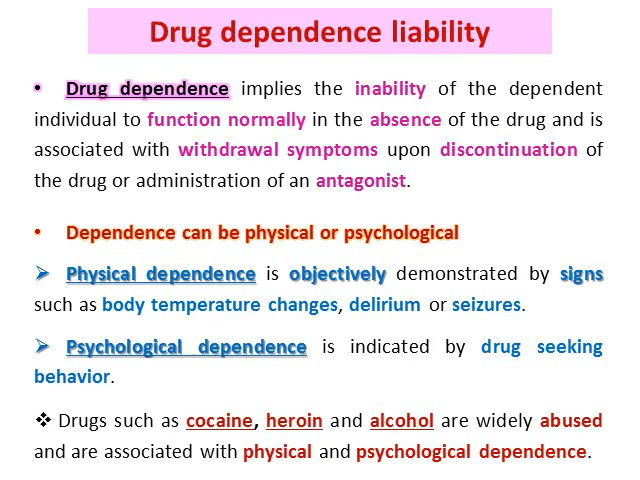 Drug dependence liability
• Drug dependence implies the inability of the dependent
individual to function normally in the absence of the drug and is
associated with withdrawal symptoms upon discontinuation of
the drug or administration of an antagonist.
• Dependence can be physical or psychological
➢ Physical dependence is objectively demonstrated by signs
such as body temperature changes, delirium or seizures.
➢ Psychological dependence is indicated by drug seeking
behavior.
❖ Drugs such as cocaine, heroin and alcohol are widely abused
and are associated with physical and psychological dependence.